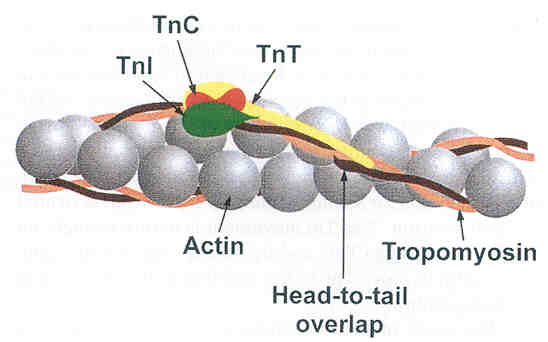 TnC
TnI
TnT
Actin
Tropomyosin
Head-to-tail
overlap